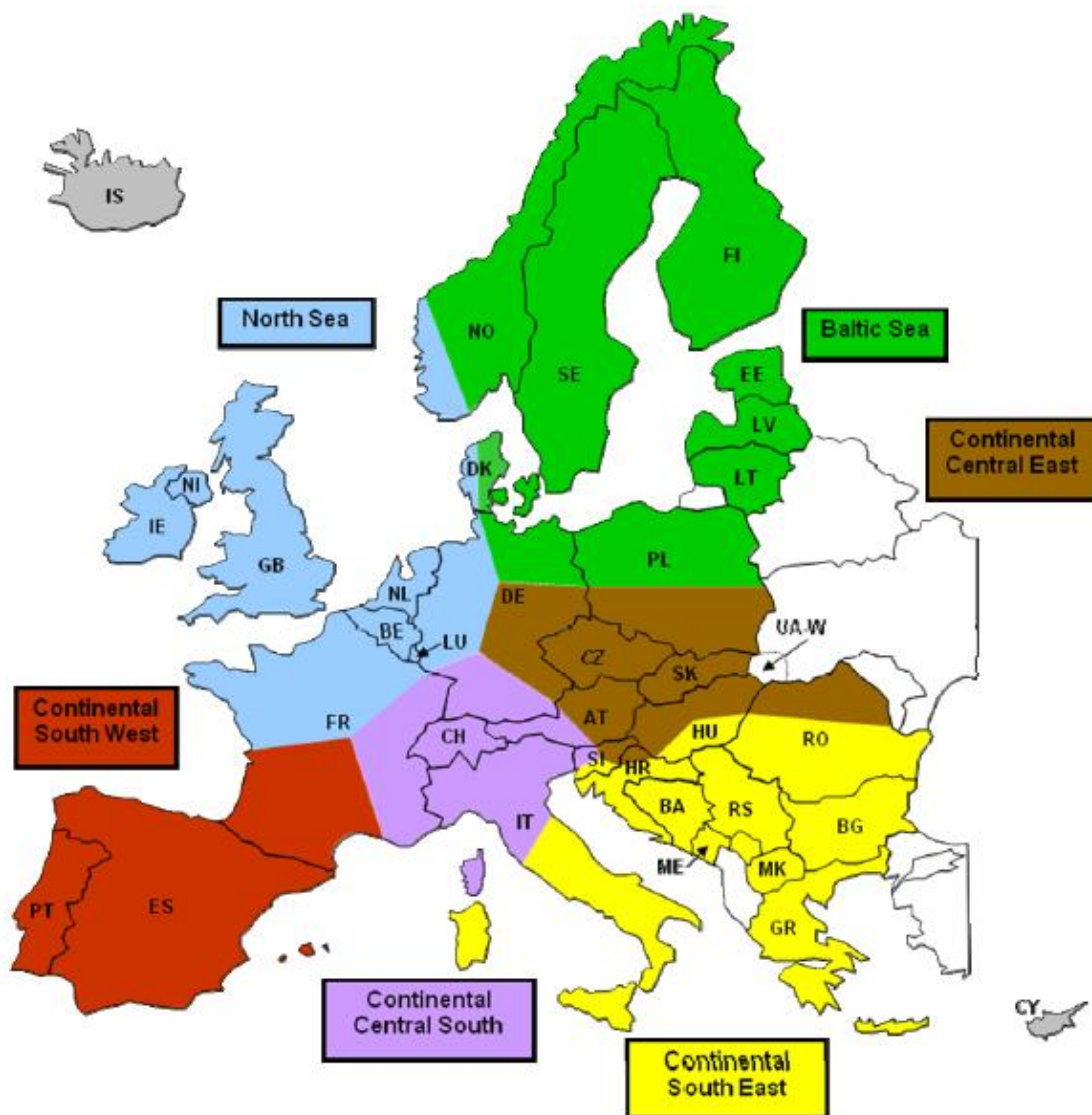 IS
FI
North Sea
NO
Baltic Sea
SE
EE
LV
Continental
Central East
DK
LT
NI
IE
GB
PL
NL
DE
BE
LU
UA-W
CZ
SK
Continental
South West
FR
AT
CH
HU
RO
SI
HR
BA
RS
IT
BG
ME
MK
PT
ES
GR
Continental
Central South
CY
Continental
South East